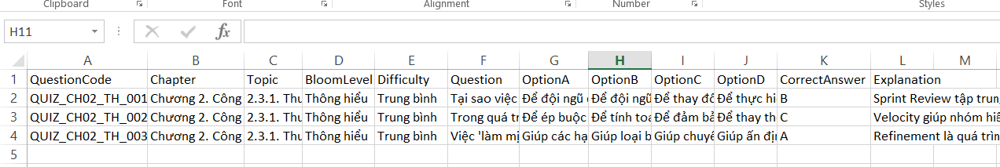 Clipboard Font Alignment Number Styles
H11 fx
A B C D E F G H I J K L M
1 QuestionCode Chapter Topic BloomLevel Difficulty Question OptionA OptionB OptionC OptionD CorrectAnswer Explanation
2 QUIZ_CH02_TH_001 Chương 2. Công 2.3.1. Thu Thông hiểu Trung bình Tại sao việc Để đội ngũ Để đội ngũ Để thay đổ Để thực hi B Sprint Review tập trun
3 QUIZ_CH02_TH_002 Chương 2. Công 2.3.1. Thu Thông hiểu Trung bình Trong quá tr Để ép buộc Để tính toá Để đảm bả Để thay th C Velocity giúp nhóm hiể
4 QUIZ_CH02_TH_003 Chương 2. Công 2.3.1. Thu Thông hiểu Trung bình Việc 'làm mị Giúp các hạ Giúp loại b Giúp chuyể Giúp ấn địn A Refinement là quá trìn
5